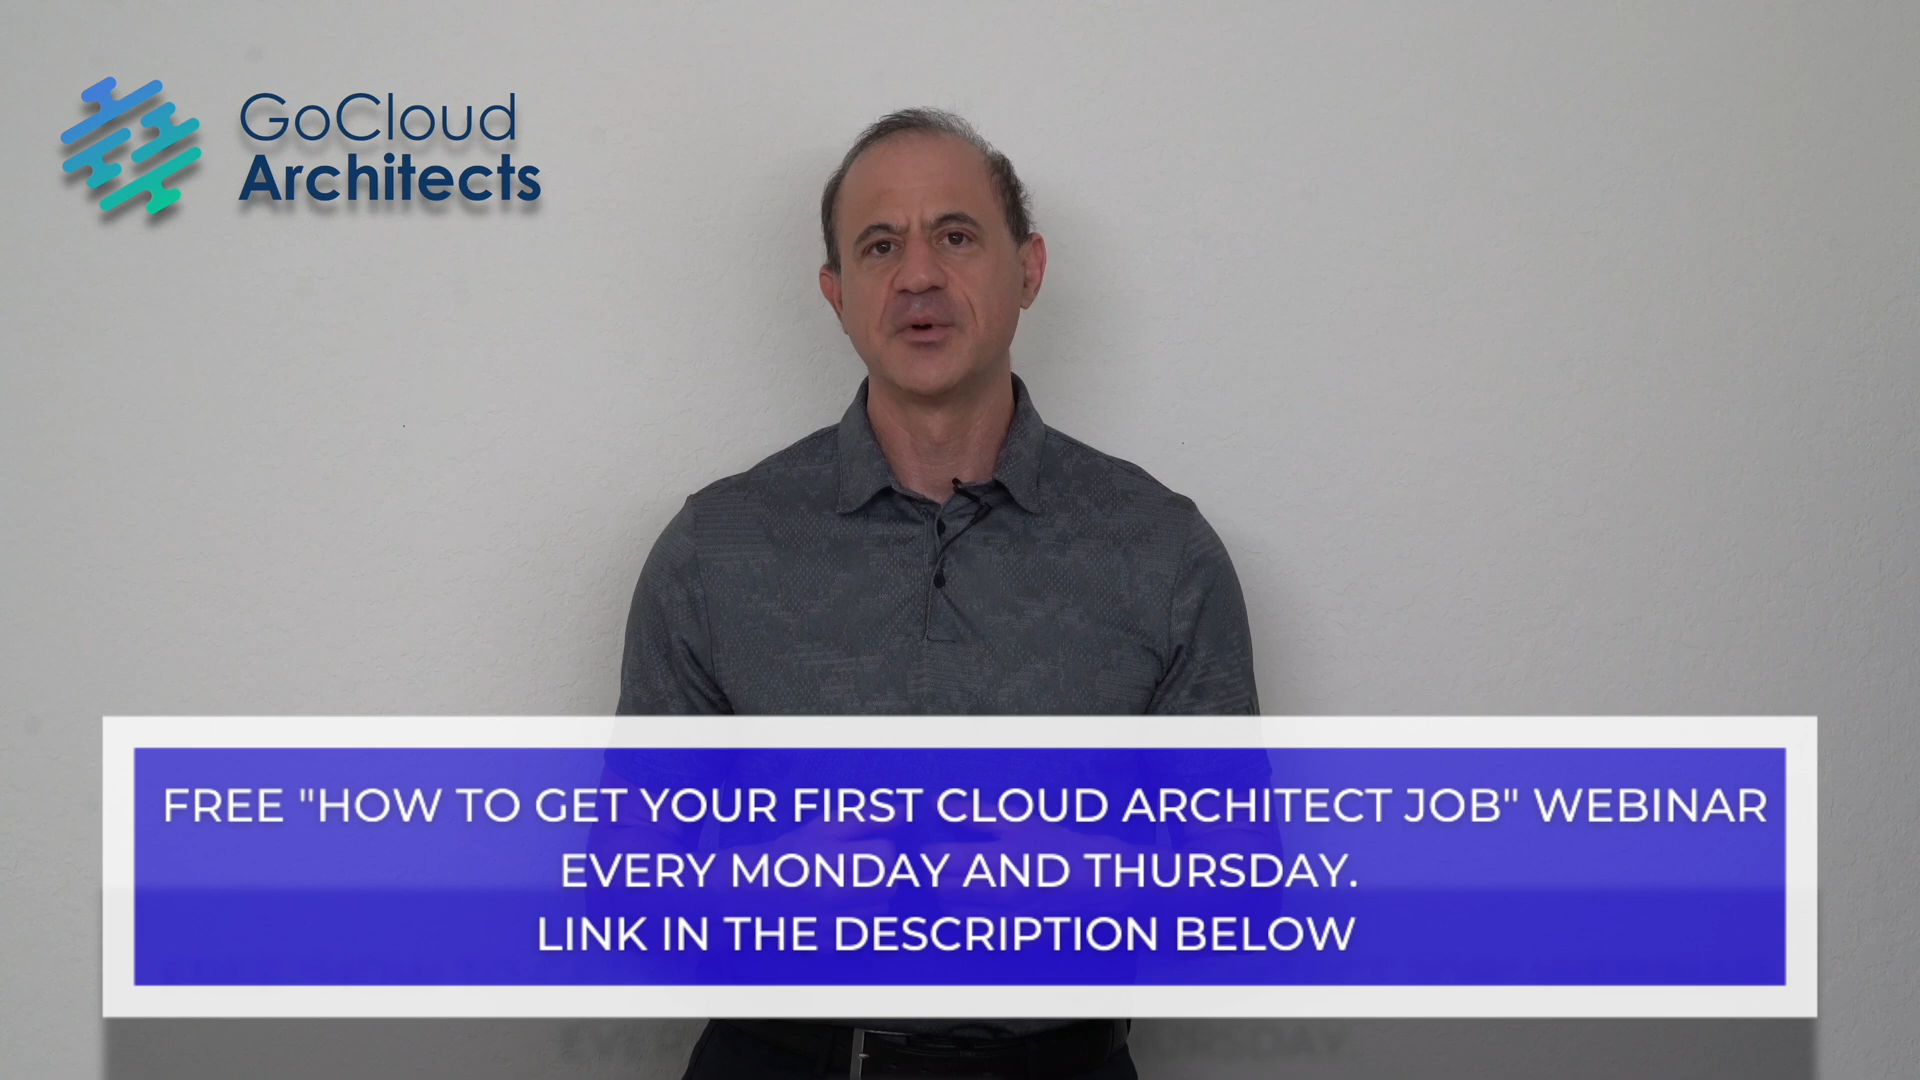 GoCloud
Architects
FREE "HOW TO GET YOUR FIRST CLOUD ARCHITECT JOB" WEBINAR
EVERY MONDAY AND THURSDAY.
LINK IN THE DESCRIPTION BELOW